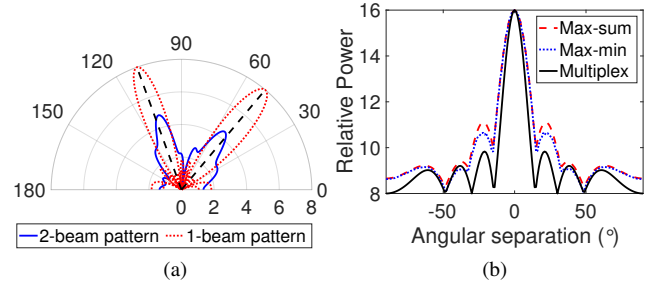 90
120
60
150
30
180
0
0 2 4 6 8
2-beam pattern 1-beam pattern
(a)
Relative Power
16
14
12
10
8
-50 0 50
Angular separation (°)
Max-sum
Max-min
Multiplex
(b)